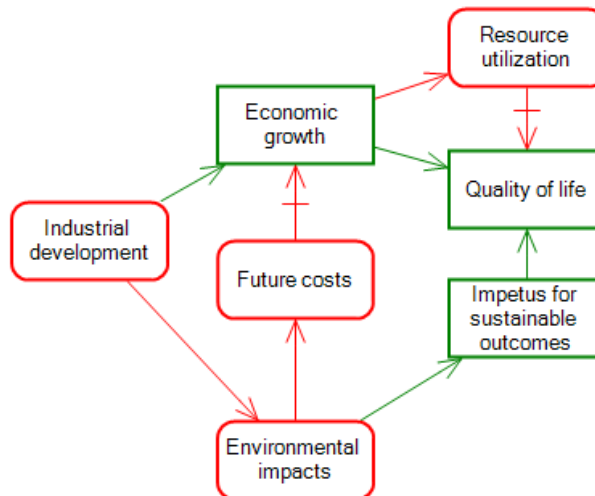 Resource
utilization
Economic
growth
Quality of life
Industrial
development
Future costs
Impetus for
sustainable
outcomes
Environmental
impacts